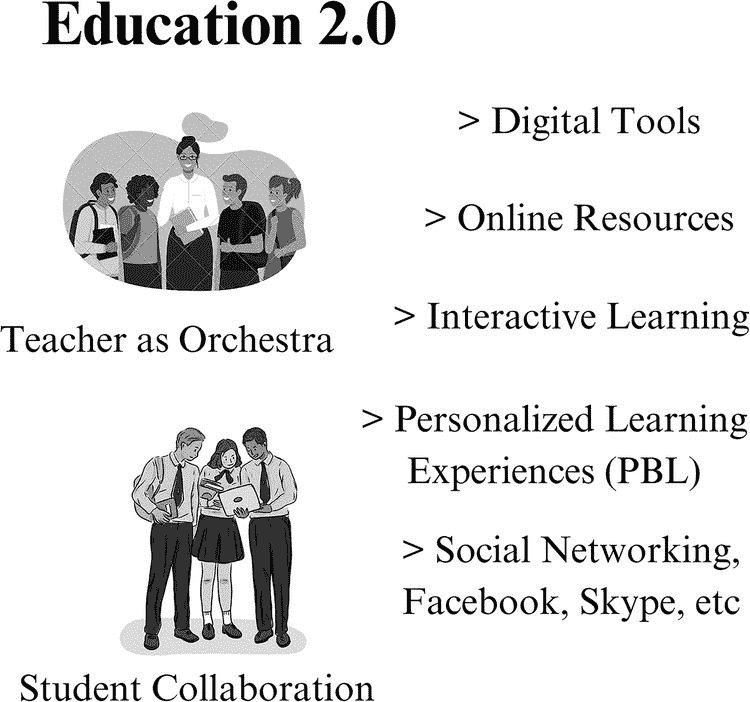 Education 2.0
> Digital Tools
> Online Resources
> Interactive Learning
> Personalized Learning
Experiences (PBL)
> Social Networking,
Facebook, Skype, etc
Teacher as Orchestra
Student Collaboration